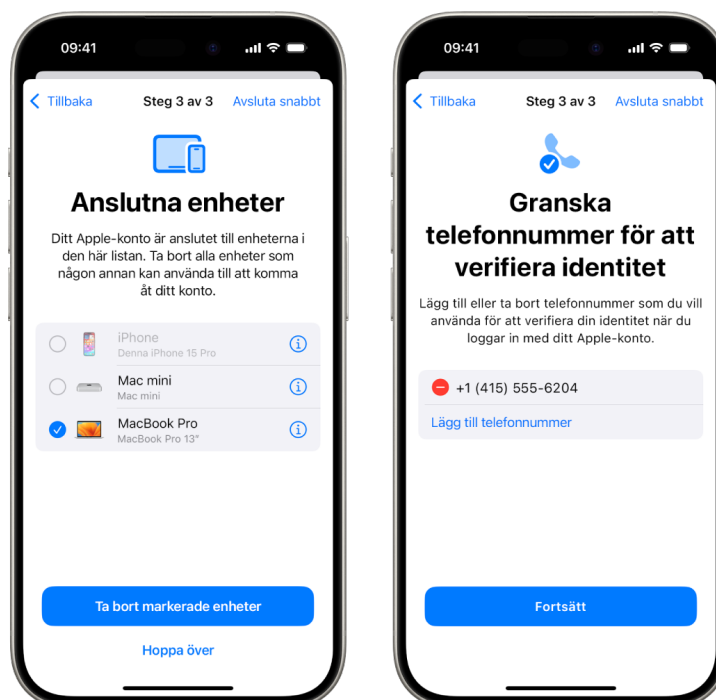 09:41
Tillbaka
Steg 3 av 3
Avsluta snabbt
Anslutna enheter
Ditt Apple-konto är anslutet till enheterna i
den här listan. Ta bort alla enheter som
någon annan kan använda till att komma
åt ditt konto.
iPhone
Denna iPhone 15 Pro
Mac mini
Mac mini
MacBook Pro
MacBook Pro 13"
Ta bort markerade enheter
Hoppa över
09:41
Tillbaka
Steg 3 av 3
Avsluta snabbt
Granska
telefonnummer för att
verifiera identitet
Lägg till eller ta bort telefonnummer som du vill
använda för att verifiera din identitet när du
loggar in med ditt Apple-konto.
+1 (415) 555-6204
Lägg till telefonnummer
Fortsätt